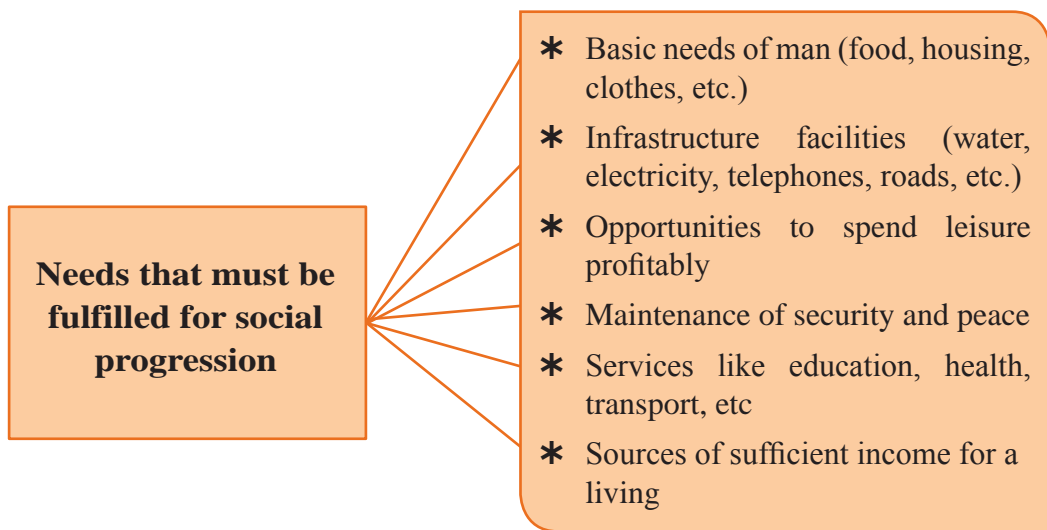 Needs that must be
fulfilled for social
progression
* Basic needs of man (food, housing,
clothes, etc.)
* Infrastructure facilities (water,
electricity, telephones, roads, etc.)
* Opportunities to spend leisure
profitably
* Maintenance of security and peace
* Services like education, health,
transport, etc
* Sources of sufficient income for a
living